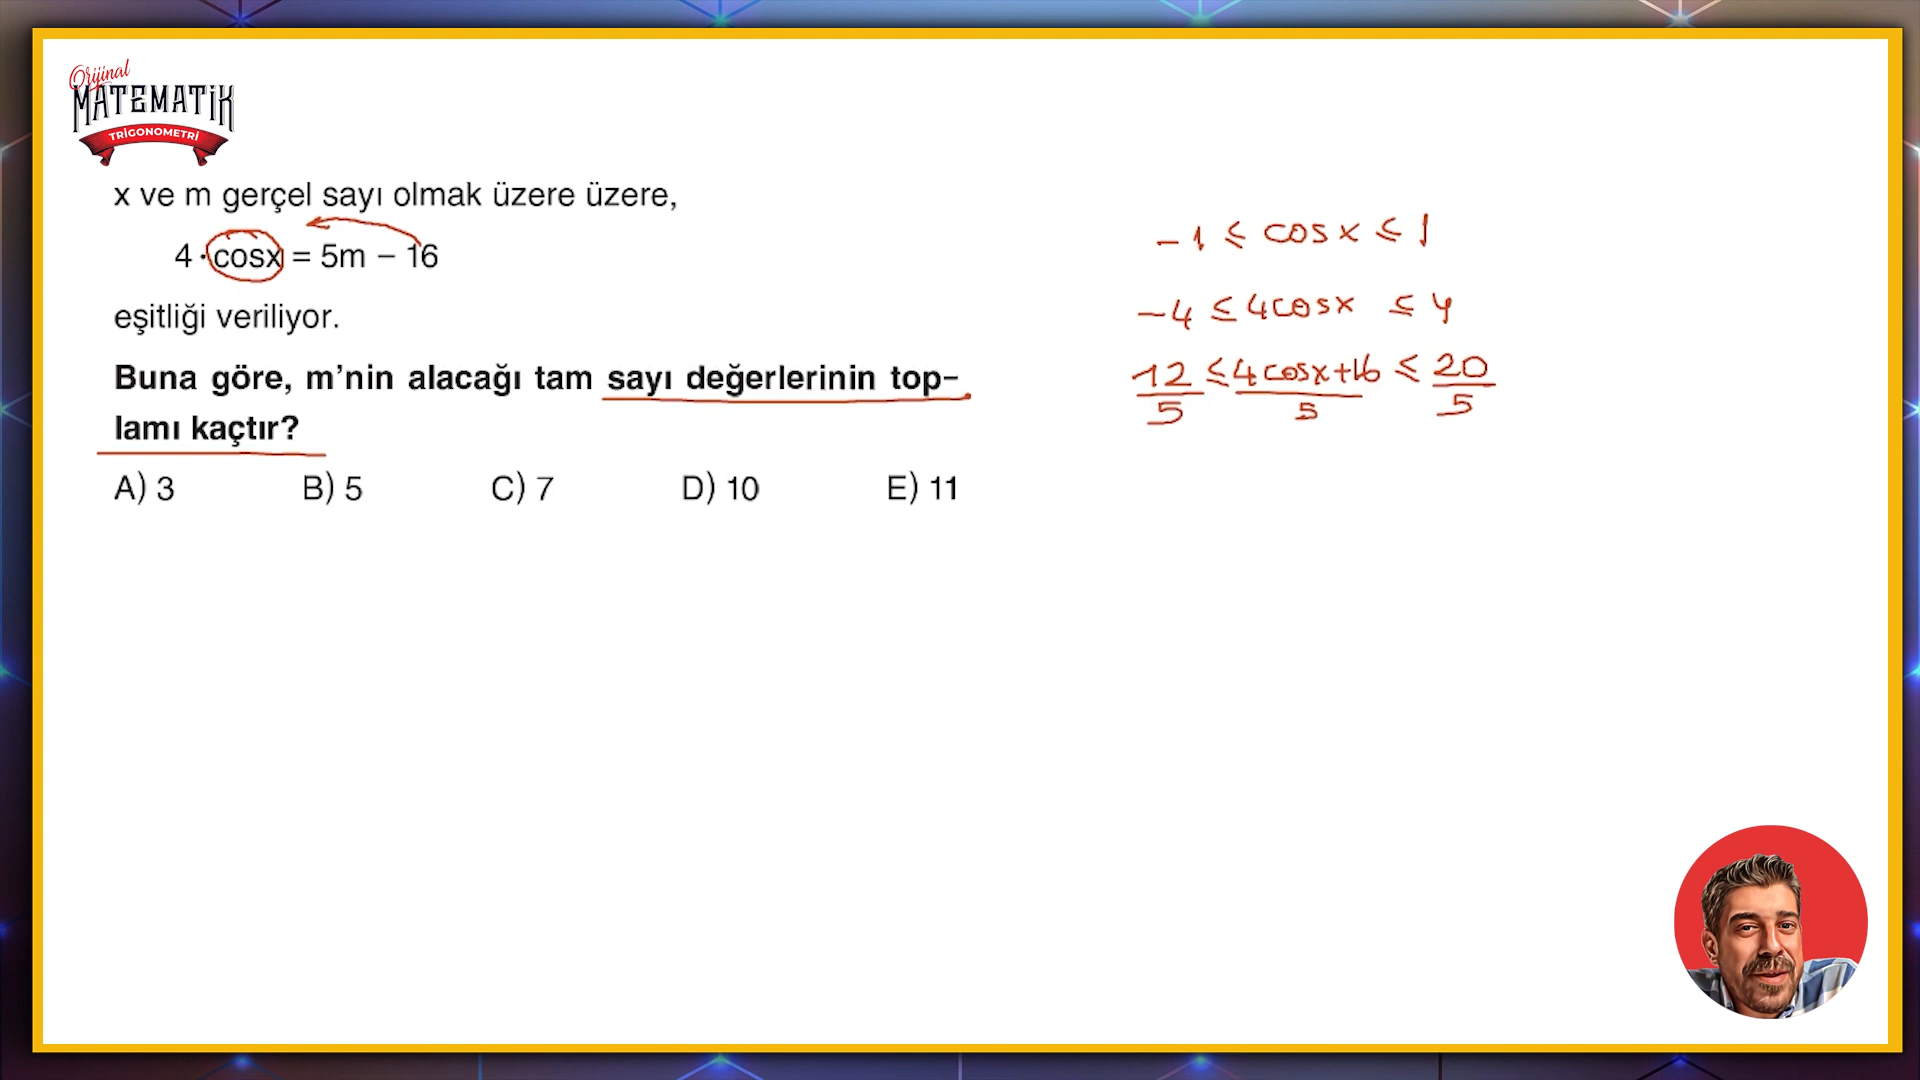 Orijinal
MATEMATİK
TRİGONOMETRİ
x ve m gerçel sayı olmak üzere üzere,
4 · cosx = 5m − 16
eşitliği veriliyor.
Buna göre, m’nin alacağı tam sayı değerlerinin top-
lamı kaçtır?
A) 3 B) 5 C) 7 D) 10 E) 11
-1 ≤ cosx ≤ 1
-4 ≤ 4cosx ≤ 4
12/5 ≤ 4cosx+16/5 ≤ 20/5